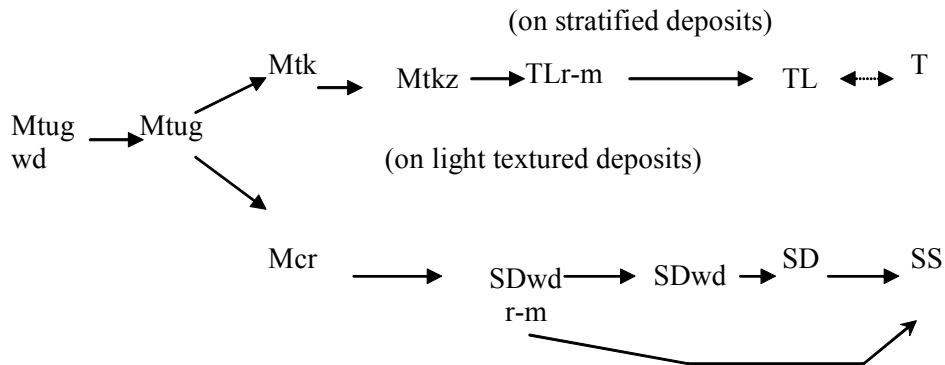 (on stratified deposits)
Mtk
Mtkz
TLr-m
TL
T
Mtug
wd
Mtug
(on light textured deposits)
Mcr
SDwd
r-m
SDwd
SD
SS